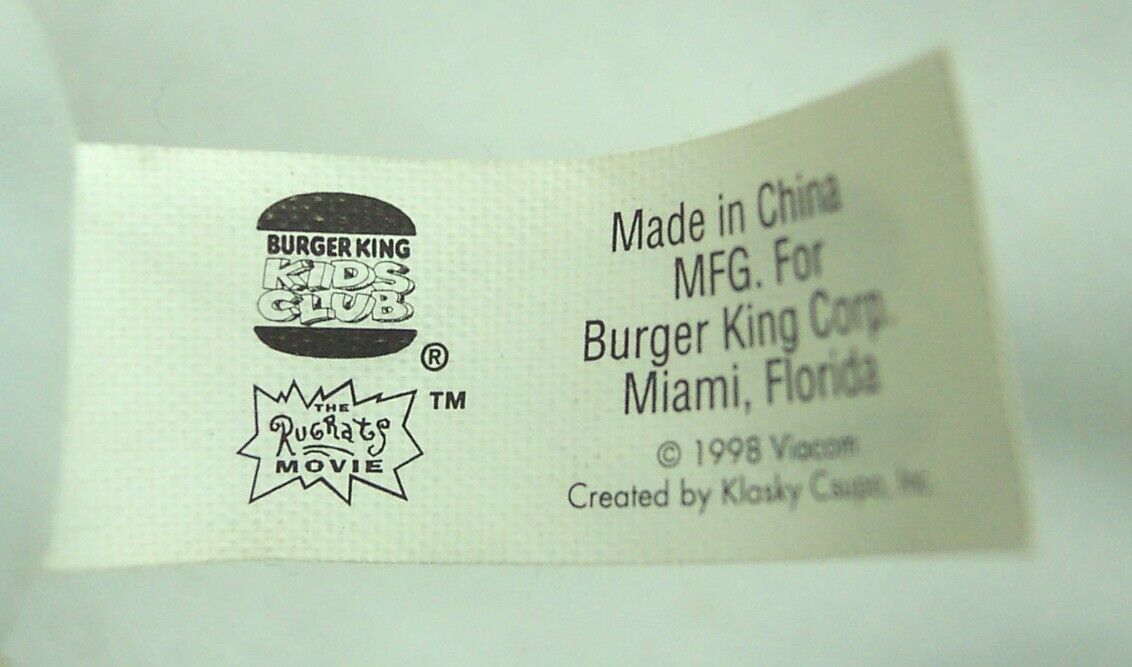 BURGER KING
KIDS
CLUB
®
THE
RUGRATS
MOVIE
TM
Made in China
MFG. For
Burger King Corp.
Miami, Florida
© 1998 Viacom
Created by Klasky Csupo, Inc.